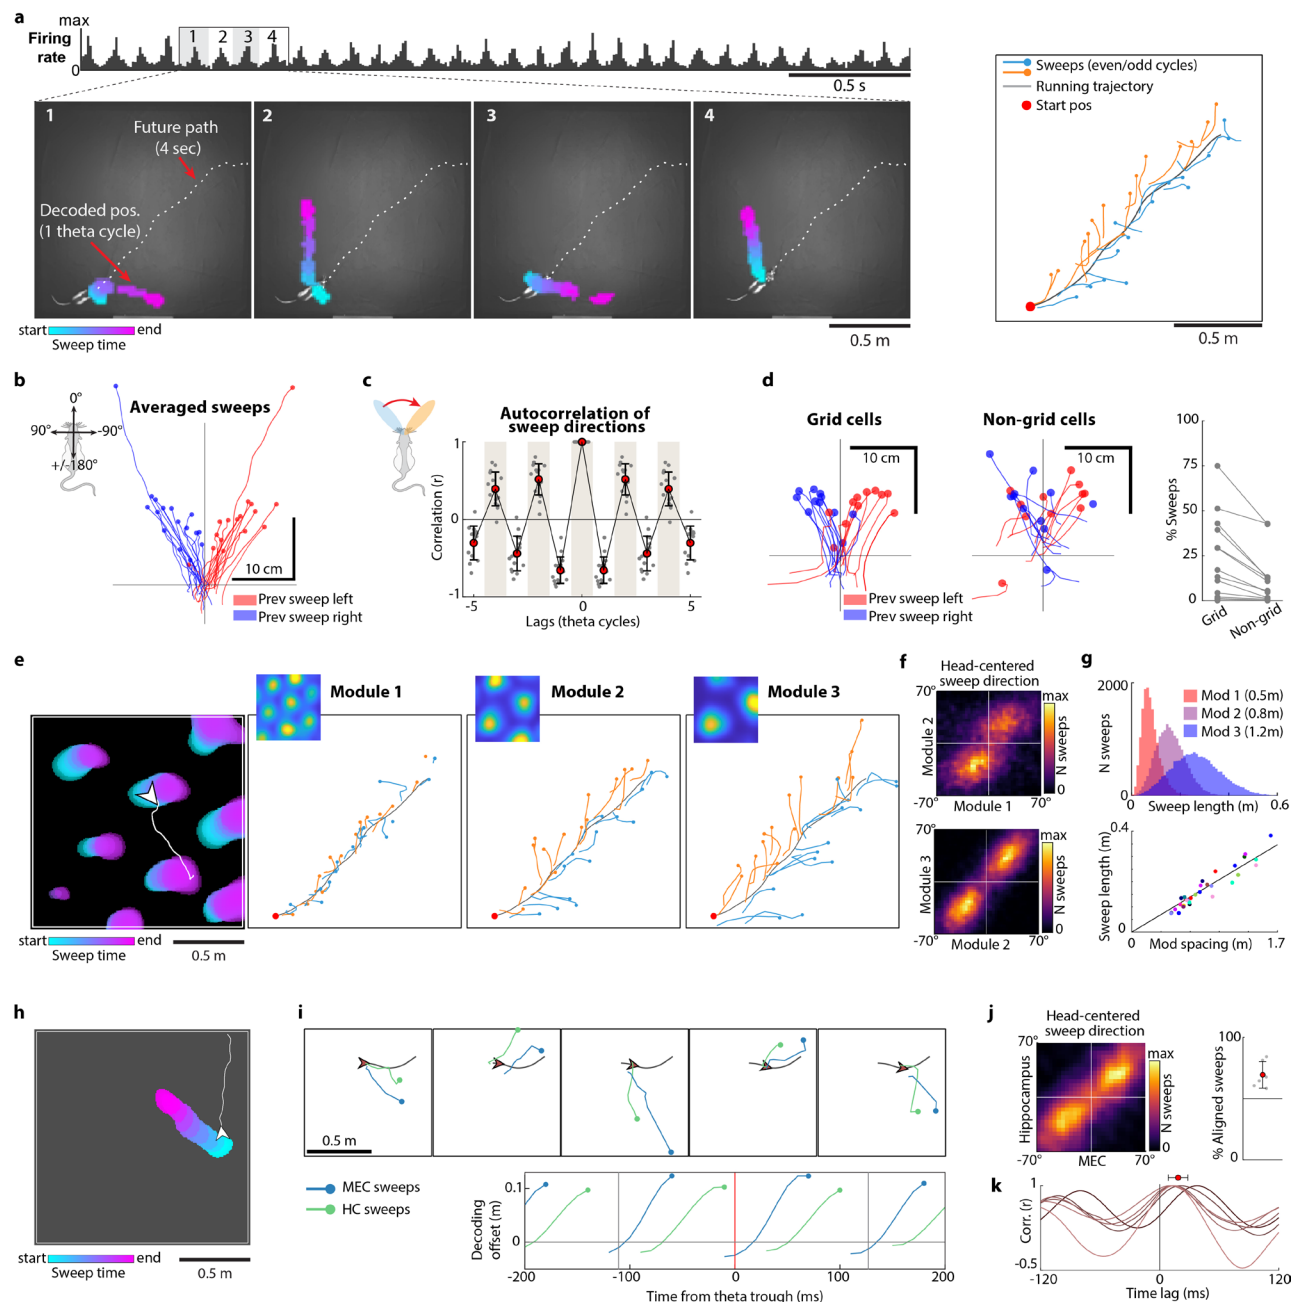 a
max
Firing
rate
0
1 2 3 4
0.5 s
1
Future path
(4 sec)
Decoded pos.
(1 theta cycle)
2
3
4
start
end
Sweep time
0.5 m
Sweeps (even/odd cycles)
Running trajectory
Start pos
0.5 m
b
0°
90°
-90°
+/-180°
Averaged sweeps
10 cm
Prev sweep left
Prev sweep right
c
Autocorrelation of
sweep directions
Correlation (r)
1
0
-1
-5 0 5
Lags (theta cycles)
d
Grid cells
10 cm
Non-grid cells
10 cm
Prev sweep left
Prev sweep right
% Sweeps
100
75
50
25
0
Grid
Non-grid
e
start
end
Sweep time
0.5 m
Module 1
Module 2
Module 3
f
Head-centered
sweep direction
70°
Module 2
-70°
Module 1
70°
max
N sweeps
0
70°
Module 3
-70°
Module 2
70°
max
N sweeps
0
g
2000
N sweeps
0
Mod 1 (0.5m)
Mod 2 (0.8m)
Mod 3 (1.2m)
0 Sweep length (m) 0.6
0.4
Sweep length (m)
0
0 Mod spacing (m) 1.7
h
start
end
Sweep time
0.5 m
i
0.5 m
MEC sweeps
HC sweeps
Decoding
offset (m)
0.1
0
-200 -100 0 100 200
Time from theta trough (ms)
j
Head-centered
sweep direction
70°
Hippocampus
-70°
MEC
70°
max
N sweeps
0
% Aligned sweeps
100
0
k
Corr. (r)
1
-0.5
-120 0 120
Time lag (ms)